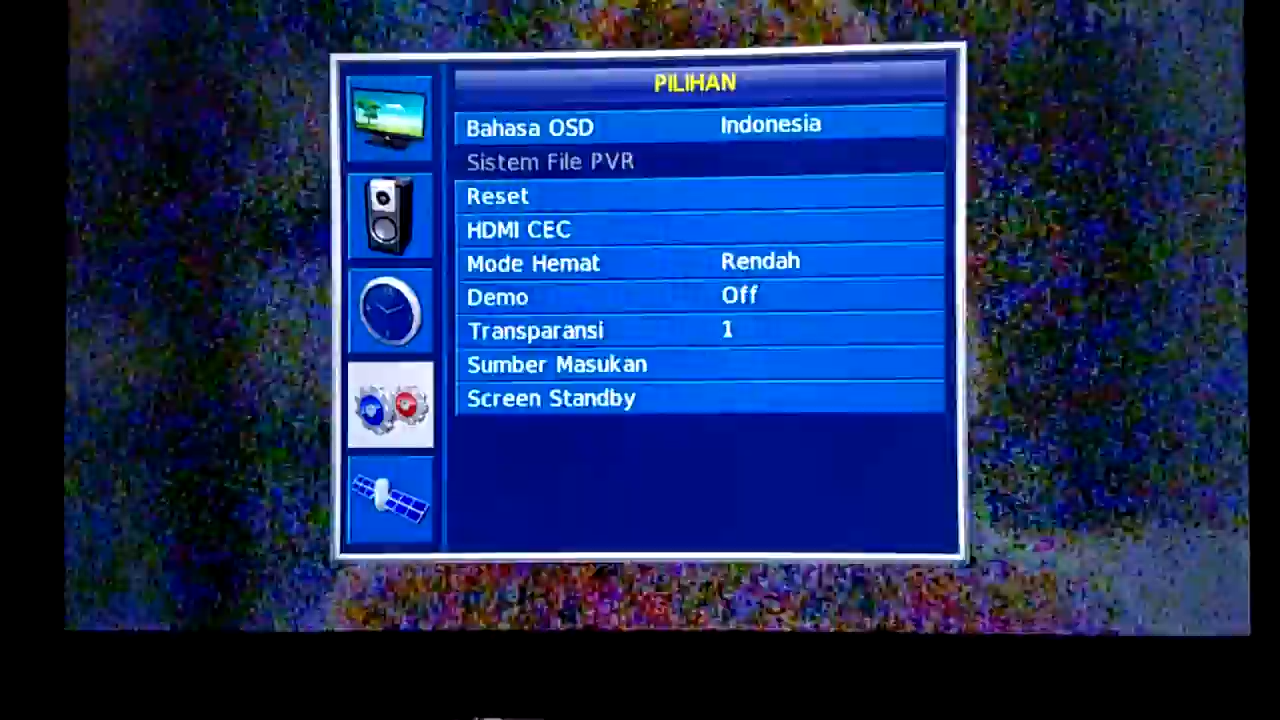 PILIHAN
Bahasa OSD Indonesia
Sistem File PVR
Reset
HDMI CEC
Mode Hemat Rendah
Demo Off
Transparansi 1
Sumber Masukan
Screen Standby